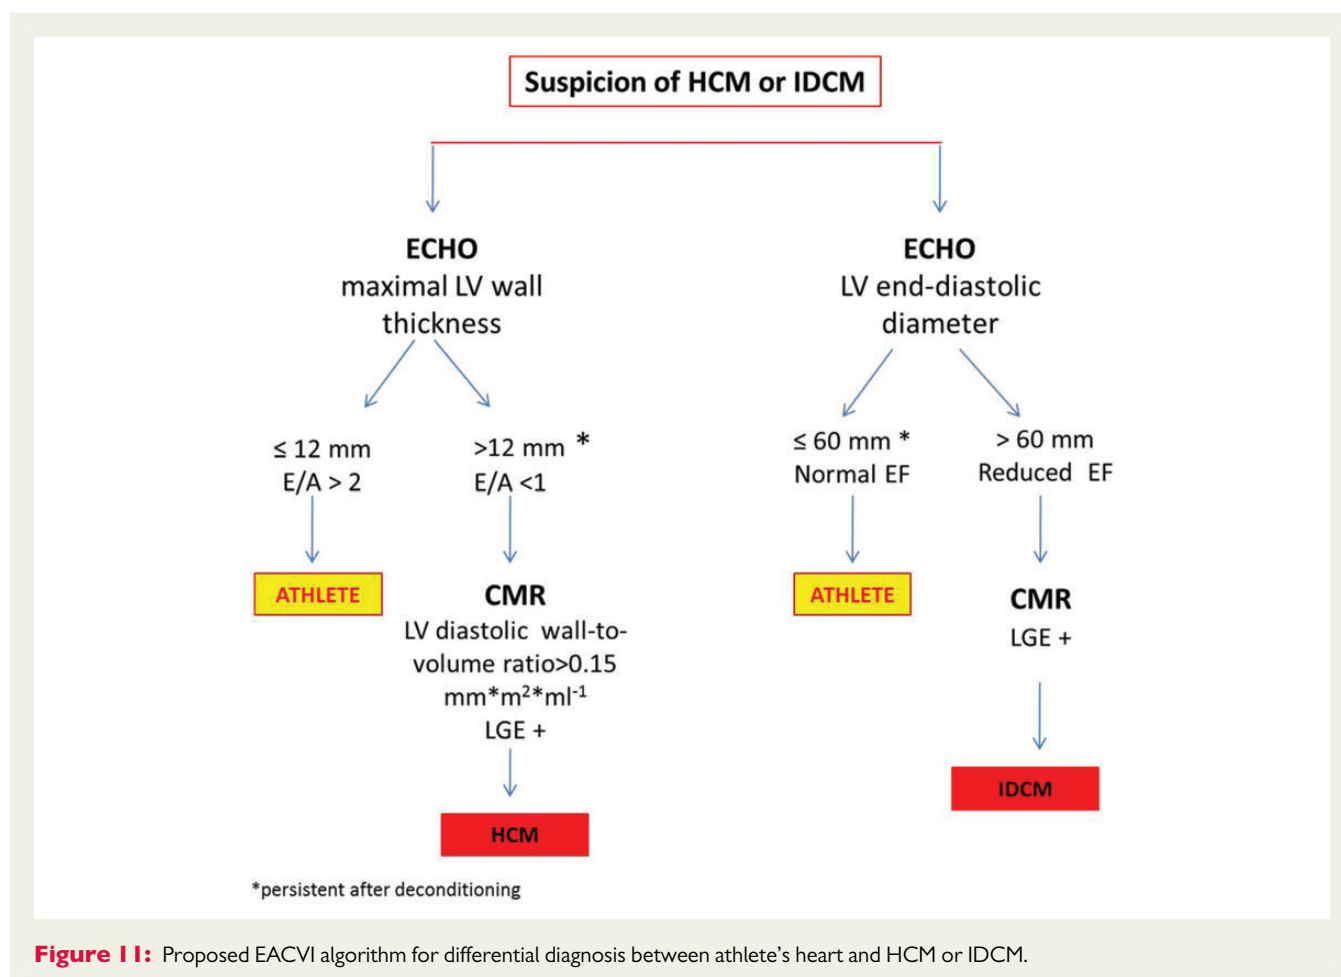 Suspicion of HCM or IDCM
ECHO
maximal LV wall
thickness
≤ 12 mm
E/A > 2
ATHLETE
>12 mm *
E/A <1
CMR
LV diastolic wall-to-
volume ratio>0.15
mm*m²*ml⁻¹
LGE +
HCM
ECHO
LV end-diastolic
diameter
≤ 60 mm *
Normal EF
ATHLETE
> 60 mm
Reduced EF
CMR
LGE +
IDCM
*persistent after deconditioning
Figure 11: Proposed EACVI algorithm for differential diagnosis between athlete's heart and HCM or IDCM.